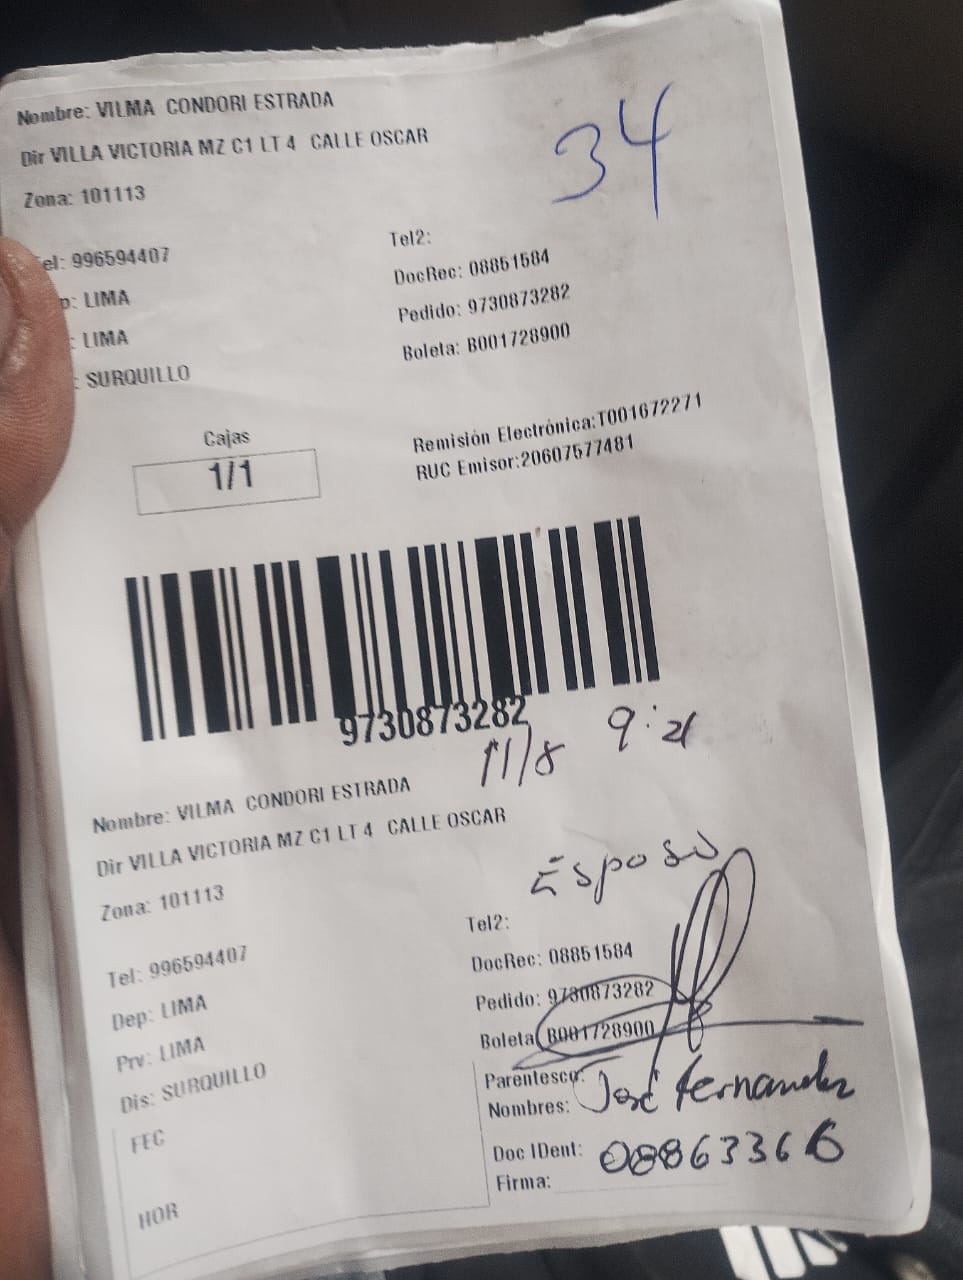 Nombre: VILMA CONDORI ESTRADA
34
Dir VILLA VICTORIA MZ C1 LT 4 CALLE OSCAR
Zona: 101113
Tel2:
el: 996594407
DocRec: 08851584
p: LIMA
Pedido: 9730873282
: LIMA
Boleta: B001728900
: SURQUILLO
Cajas
1/1
Remisión Electrónica:T001672271
RUC Emisor:20607577481
9730873282
11/8 9:21
Nombre: VILMA CONDORI ESTRADA
Dir VILLA VICTORIA MZ C1 LT 4 CALLE OSCAR
Esposo
Zona: 101113
Tel2:
Tel: 996594407
DocRec: 08851584
Dep: LIMA
Pedido: 9730873282
Prv: LIMA
Boleta B001728900
Dis: SURQUILLO
Parentesco:
Nombres: José Fernandez
FEC
Doc IDent: 08863366
Firma:
HOR